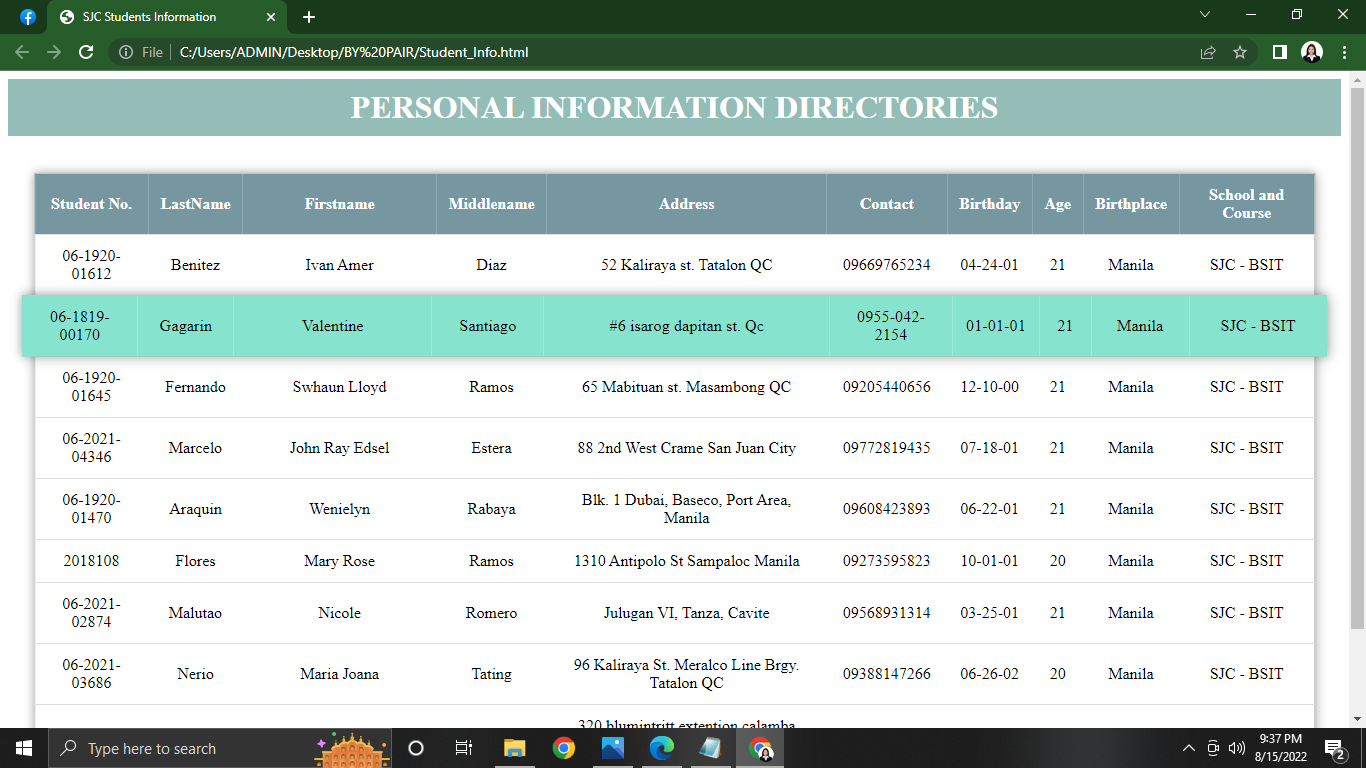 SJC Students Information
File C:/Users/ADMIN/Desktop/BY%20PAIR/Student_Info.html
PERSONAL INFORMATION DIRECTORIES
Student No. LastName Firstname Middlename Address Contact Birthday Age Birthplace School and
Course
06-1920-
01612 Benitez Ivan Amer Diaz 52 Kaliraya st. Tatalon QC 09669765234 04-24-01 21 Manila SJC - BSIT
06-1819-
00170 Gagarin Valentine Santiago #6 isarog dapitan st. Qc 0955-042-
2154 01-01-01 21 Manila SJC - BSIT
06-1920-
01645 Fernando Swhaun Lloyd Ramos 65 Mabituan st. Masambong QC 09205440656 12-10-00 21 Manila SJC - BSIT
06-2021-
04346 Marcelo John Ray Edsel Estera 88 2nd West Crame San Juan City 09772819435 07-18-01 21 Manila SJC - BSIT
06-1920-
01470 Araquin Wenielyn Rabaya Blk. 1 Dubai, Baseco, Port Area,
Manila 09608423893 06-22-01 21 Manila SJC - BSIT
2018108 Flores Mary Rose Ramos 1310 Antipolo St Sampaloc Manila 09273595823 10-01-01 20 Manila SJC - BSIT
06-2021-
02874 Malutao Nicole Romero Julugan VI, Tanza, Cavite 09568931314 03-25-01 21 Manila SJC - BSIT
06-2021-
03686 Nerio Maria Joana Tating 96 Kaliraya St. Meralco Line Brgy.
Tatalon QC 09388147266 06-26-02 20 Manila SJC - BSIT
320 blumintritt extention calamba
Type here to search
9:37 PM
8/15/2022
2